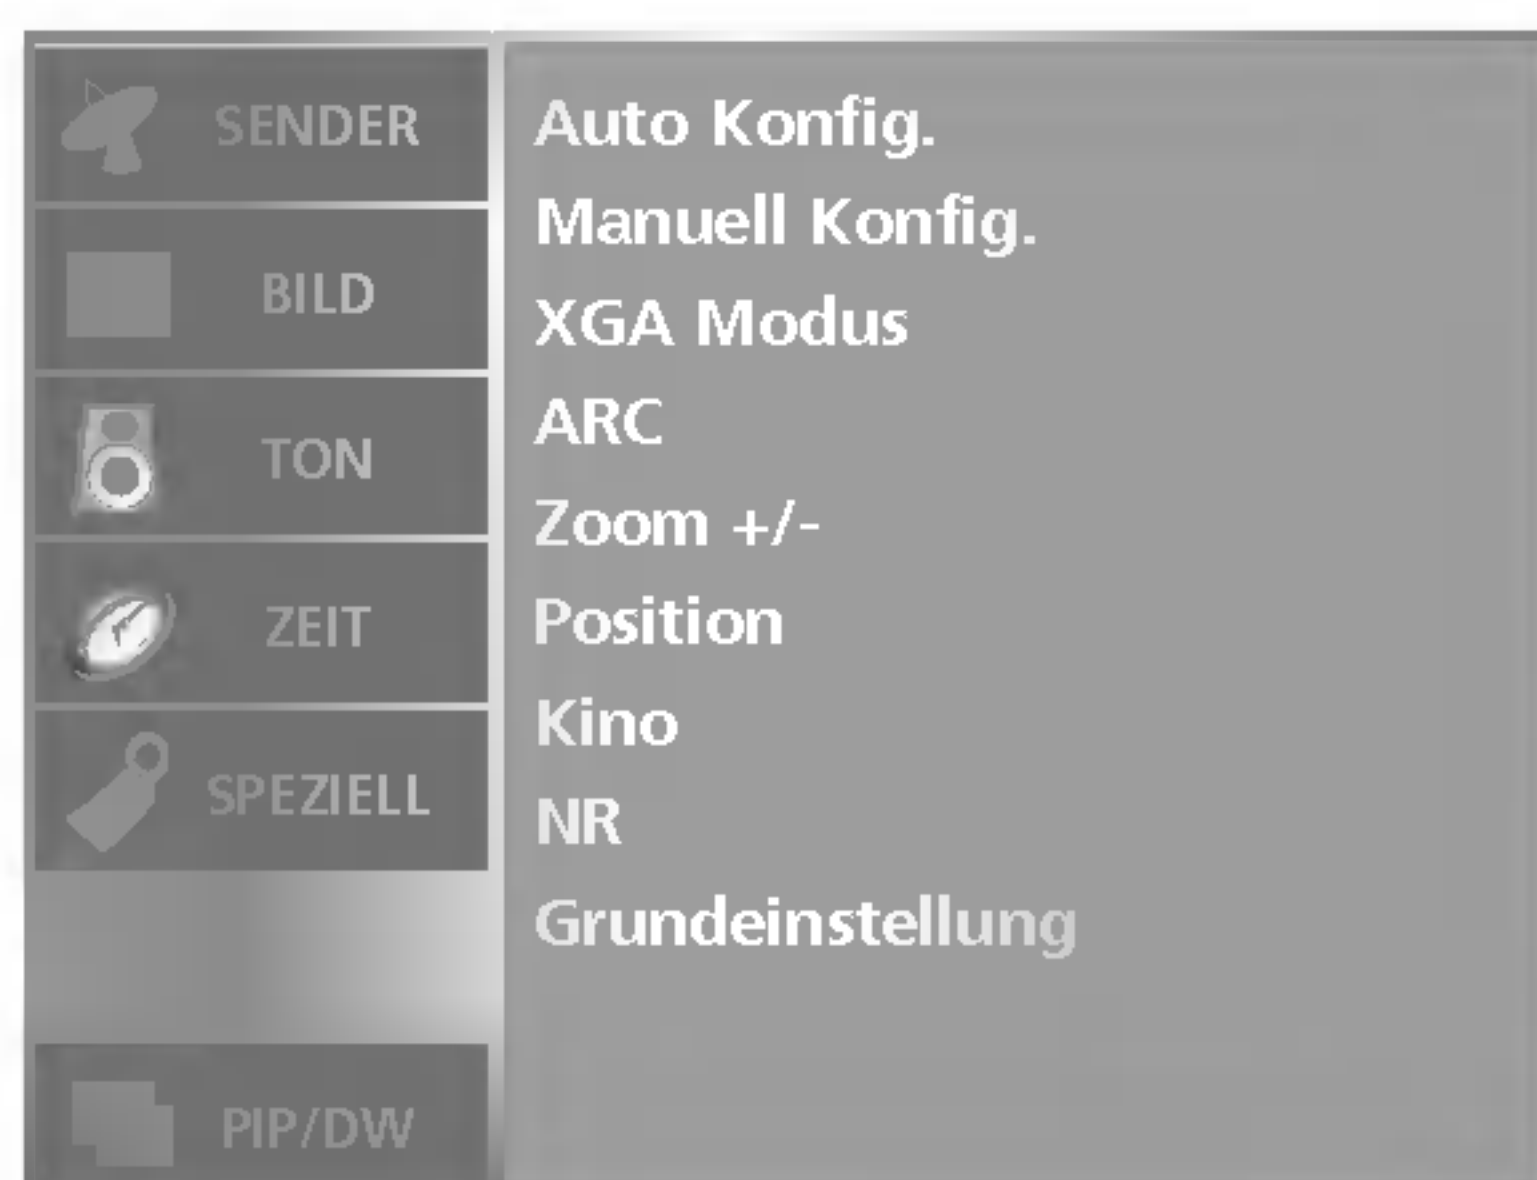 SENDER
BILD
TON
ZEIT
SPEZIELL
PIP/DW
Auto Konfig.
Manuell Konfig.
XGA Modus
ARC
Zoom +/-
Position
Kino
NR
Grundeinstellung